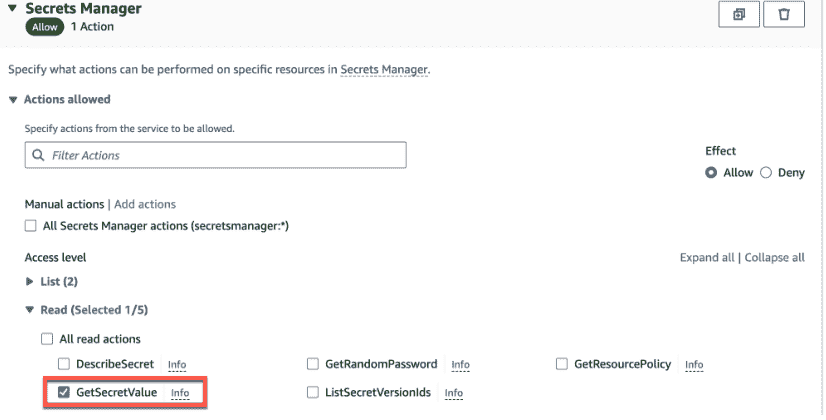 Secrets Manager
Allow 1 Action
Specify what actions can be performed on specific resources in Secrets Manager.
Actions allowed
Specify actions from the service to be allowed.
Filter Actions
Effect
Allow Deny
Manual actions | Add actions
All Secrets Manager actions (secretsmanager:*)
Access level Expand all | Collapse all
List (2)
Read (Selected 1/5)
All read actions
DescribeSecret Info GetRandomPassword Info GetResourcePolicy Info
GetSecretValue Info ListSecretVersionIds Info